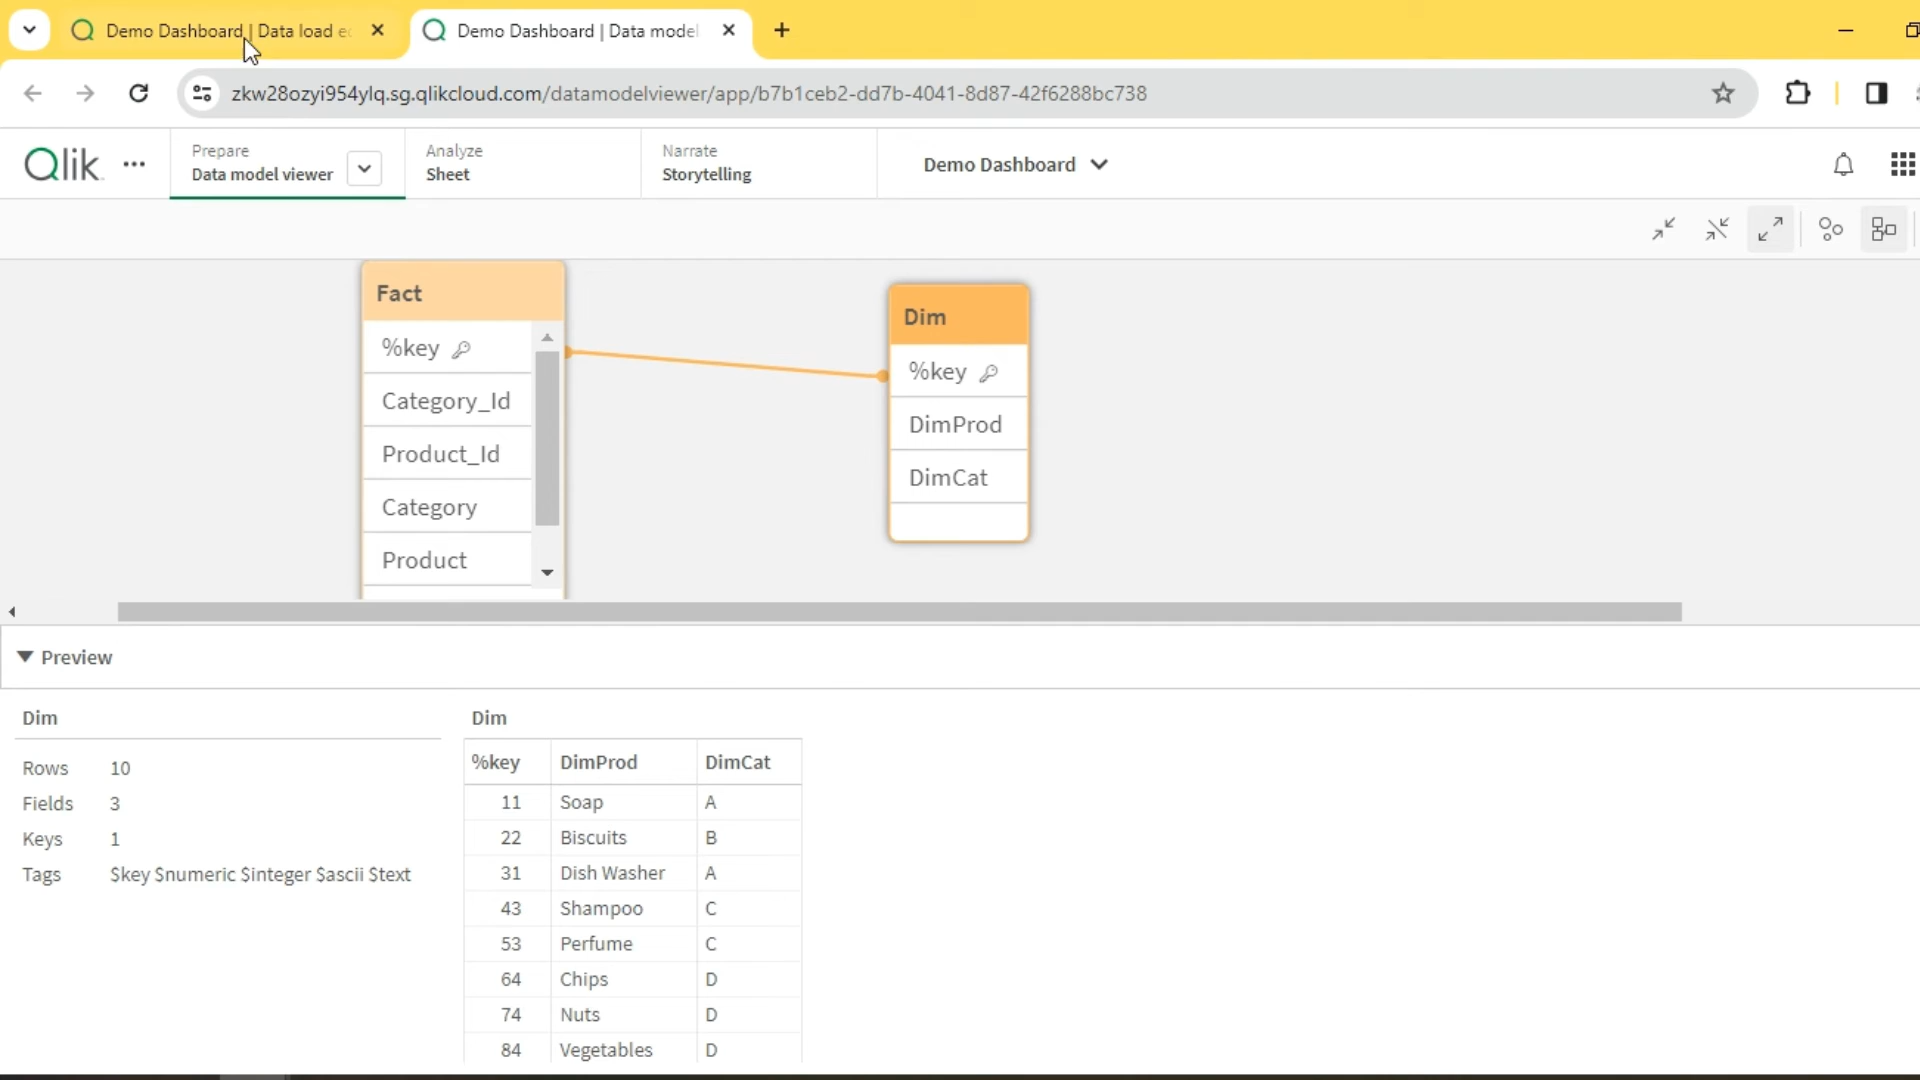 Demo Dashboard | Data load ec
Demo Dashboard | Data model
zkw28ozyi954ylq.sg.qlikcloud.com/datamodelviewer/app/b7b1ceb2-dd7b-4041-8d87-42f6288bc738
Qlik
Prepare
Data model viewer
Analyze
Sheet
Narrate
Storytelling
Demo Dashboard
Fact
%key
Category_Id
Product_Id
Category
Product
Dim
%key
DimProd
DimCat
Preview
Dim
Rows 10
Fields 3
Keys 1
Tags $key $numeric $integer $ascii $text
Dim
%key DimProd DimCat
11 Soap A
22 Biscuits B
31 Dish Washer A
43 Shampoo C
53 Perfume C
64 Chips D
74 Nuts D
84 Vegetables D